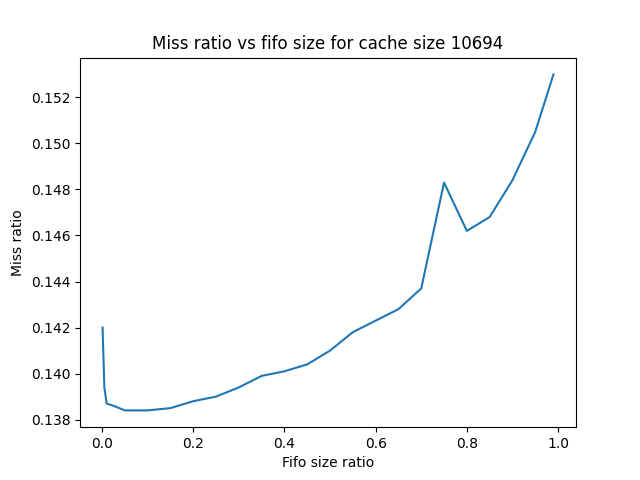 Miss ratio vs fifo size for cache size 10694
0.152
0.150
0.148
0.146
0.144
0.142
0.140
0.138
Miss ratio
0.0 0.2 0.4 0.6 0.8 1.0
Fifo size ratio